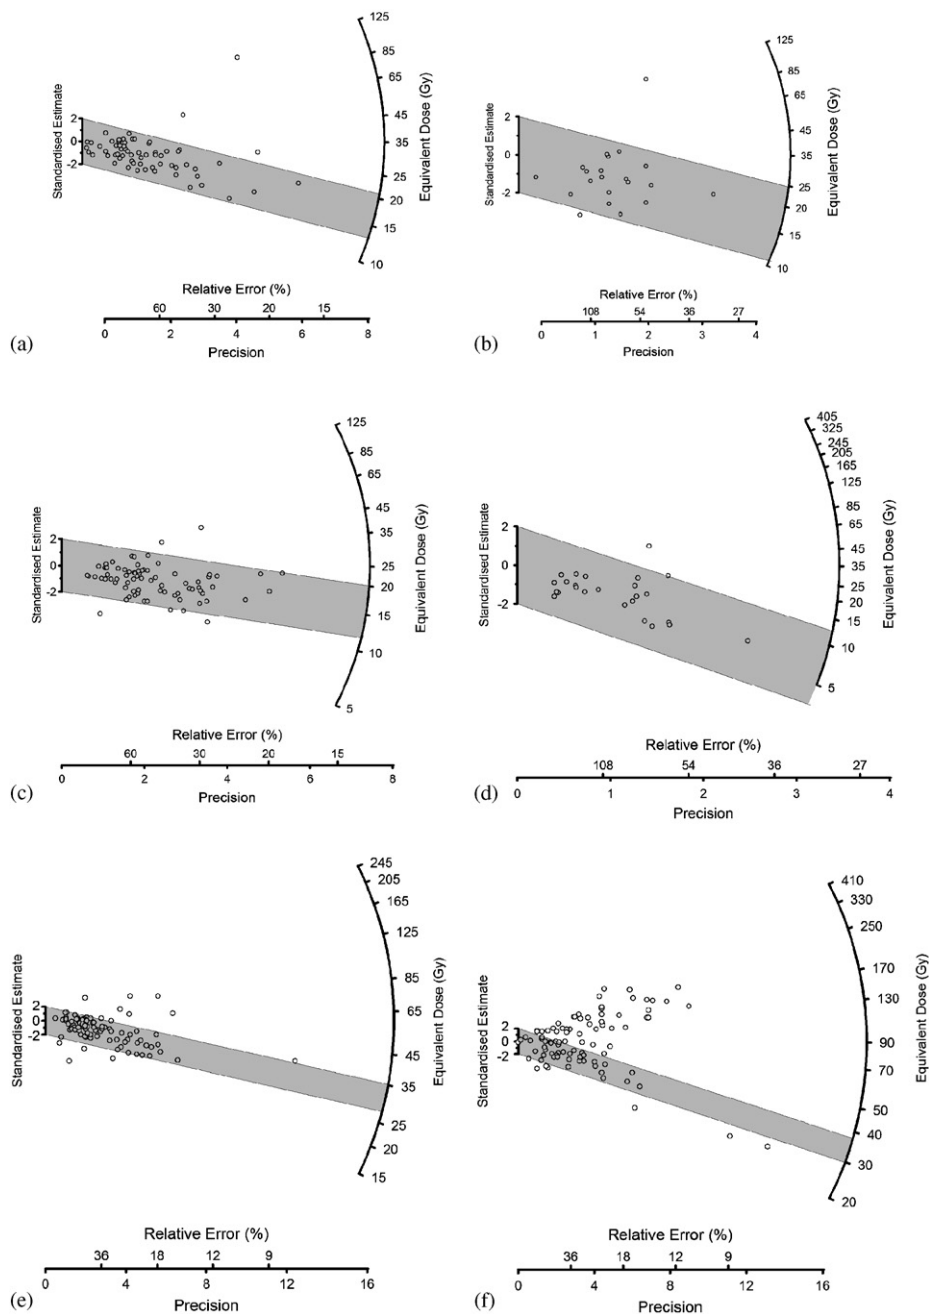 125
85
65
45
35
25
20
15
10
Equivalent Dose (Gy)
Standardised Estimate
2
0
-2
Relative Error (%)
60 30 20 15
0 2 4 6 8
Precision
(a)
125
85
65
45
35
25
20
15
10
Equivalent Dose (Gy)
Standardised Estimate
2
0
-2
Relative Error (%)
108 54 36 27
0 1 2 3 4
Precision
(b)
125
85
65
45
35
25
20
15
10
5
Equivalent Dose (Gy)
Standardised Estimate
2
0
-2
Relative Error (%)
60 30 20 15
0 2 4 6 8
Precision
(c)
405
325
245
205
165
125
85
65
45
35
25
20
15
10
5
Equivalent Dose (Gy)
Standardised Estimate
2
0
-2
Relative Error (%)
108 54 36 27
0 1 2 3 4
Precision
(d)
245
205
165
125
85
65
45
35
25
20
15
Equivalent Dose (Gy)
Standardised Estimate
2
0
-2
Relative Error (%)
36 18 12 9
0 4 8 12 16
Precision
(e)
410
330
250
170
130
90
70
50
40
30
20
Equivalent Dose (Gy)
Standardised Estimate
2
0
-2
Relative Error (%)
36 18 12 9
0 4 8 12 16
Precision
(f)